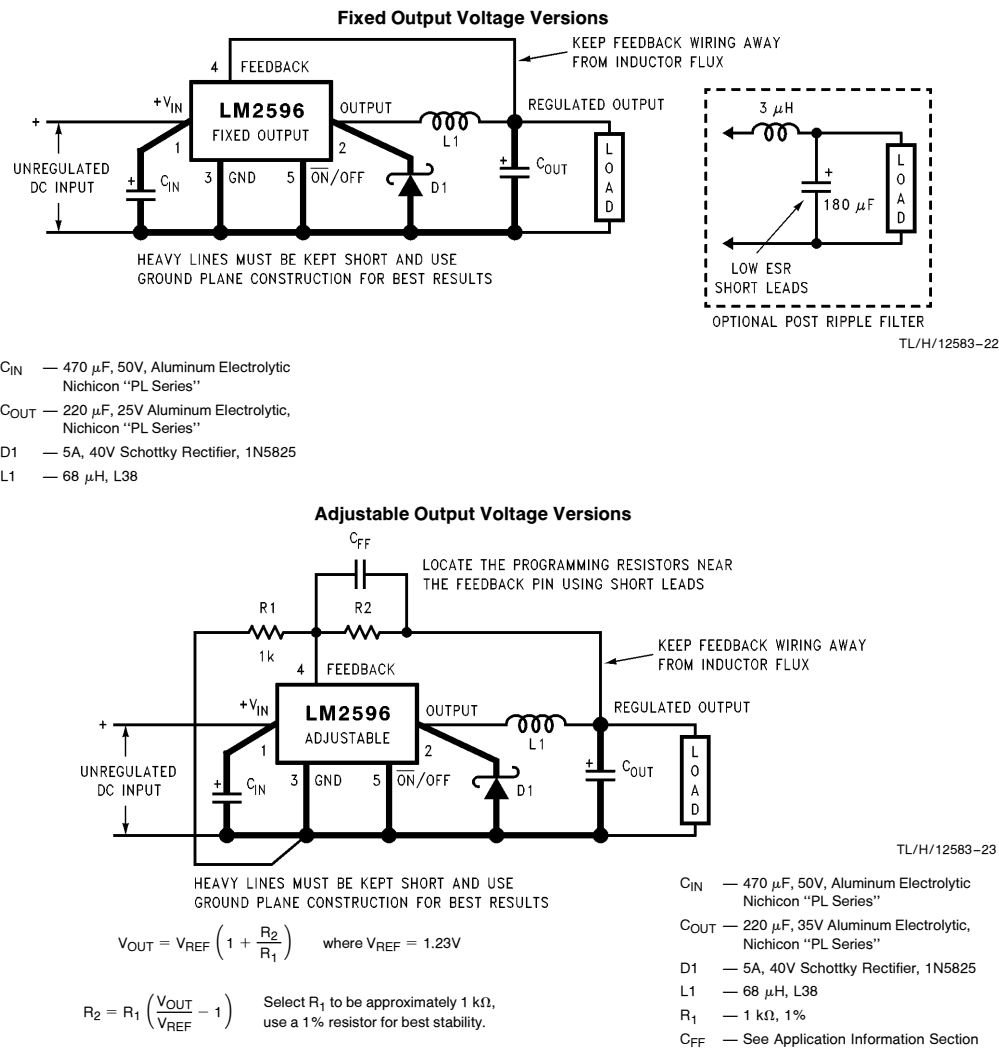 Fixed Output Voltage Versions
KEEP FEEDBACK WIRING AWAY
FROM INDUCTOR FLUX
4 FEEDBACK
+VIN
LM2596
FIXED OUTPUT
OUTPUT
REGULATED OUTPUT
+
1
2
L1
UNREGULATED
DC INPUT
+
CIN
3 GND
5 ON/OFF
D1
+
COUT
LOAD
HEAVY LINES MUST BE KEPT SHORT AND USE
GROUND PLANE CONSTRUCTION FOR BEST RESULTS
3 μH
+
180 μF
LOAD
LOW ESR
SHORT LEADS
OPTIONAL POST RIPPLE FILTER
TL/H/12583–22
CIN — 470 μF, 50V, Aluminum Electrolytic
Nichicon ‘‘PL Series’’
COUT — 220 μF, 25V Aluminum Electrolytic,
Nichicon ‘‘PL Series’’
D1 — 5A, 40V Schottky Rectifier, 1N5825
L1 — 68 μH, L38
Adjustable Output Voltage Versions
CFF
LOCATE THE PROGRAMMING RESISTORS NEAR
THE FEEDBACK PIN USING SHORT LEADS
R1
R2
1k
KEEP FEEDBACK WIRING AWAY
FROM INDUCTOR FLUX
4 FEEDBACK
+VIN
LM2596
ADJUSTABLE
OUTPUT
REGULATED OUTPUT
+
1
2
L1
UNREGULATED
DC INPUT
+
CIN
3 GND
5 ON/OFF
D1
+
COUT
LOAD
TL/H/12583–23
HEAVY LINES MUST BE KEPT SHORT AND USE
GROUND PLANE CONSTRUCTION FOR BEST RESULTS
VOUT = VREF (1 + R2/R1) where VREF = 1.23V
R2 = R1 (VOUT/VREF − 1)
Select R1 to be approximately 1 kΩ,
use a 1% resistor for best stability.
CIN — 470 μF, 50V, Aluminum Electrolytic
Nichicon ‘‘PL Series’’
COUT — 220 μF, 35V Aluminum Electrolytic,
Nichicon ‘‘PL Series’’
D1 — 5A, 40V Schottky Rectifier, 1N5825
L1 — 68 μH, L38
R1 — 1 kΩ, 1%
CFF — See Application Information Section